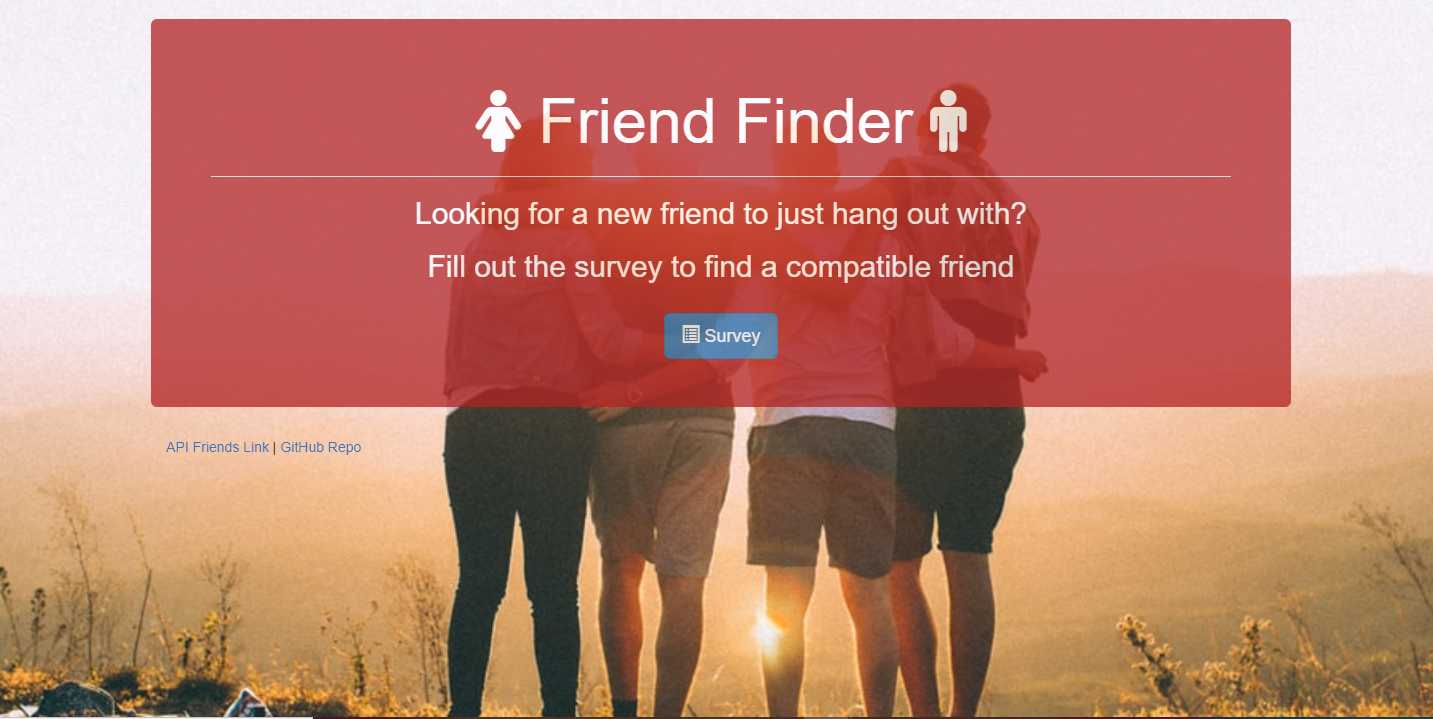 Friend Finder
Looking for a new friend to just hang out with?
Fill out the survey to find a compatible friend
Survey
API Friends Link | GitHub Repo